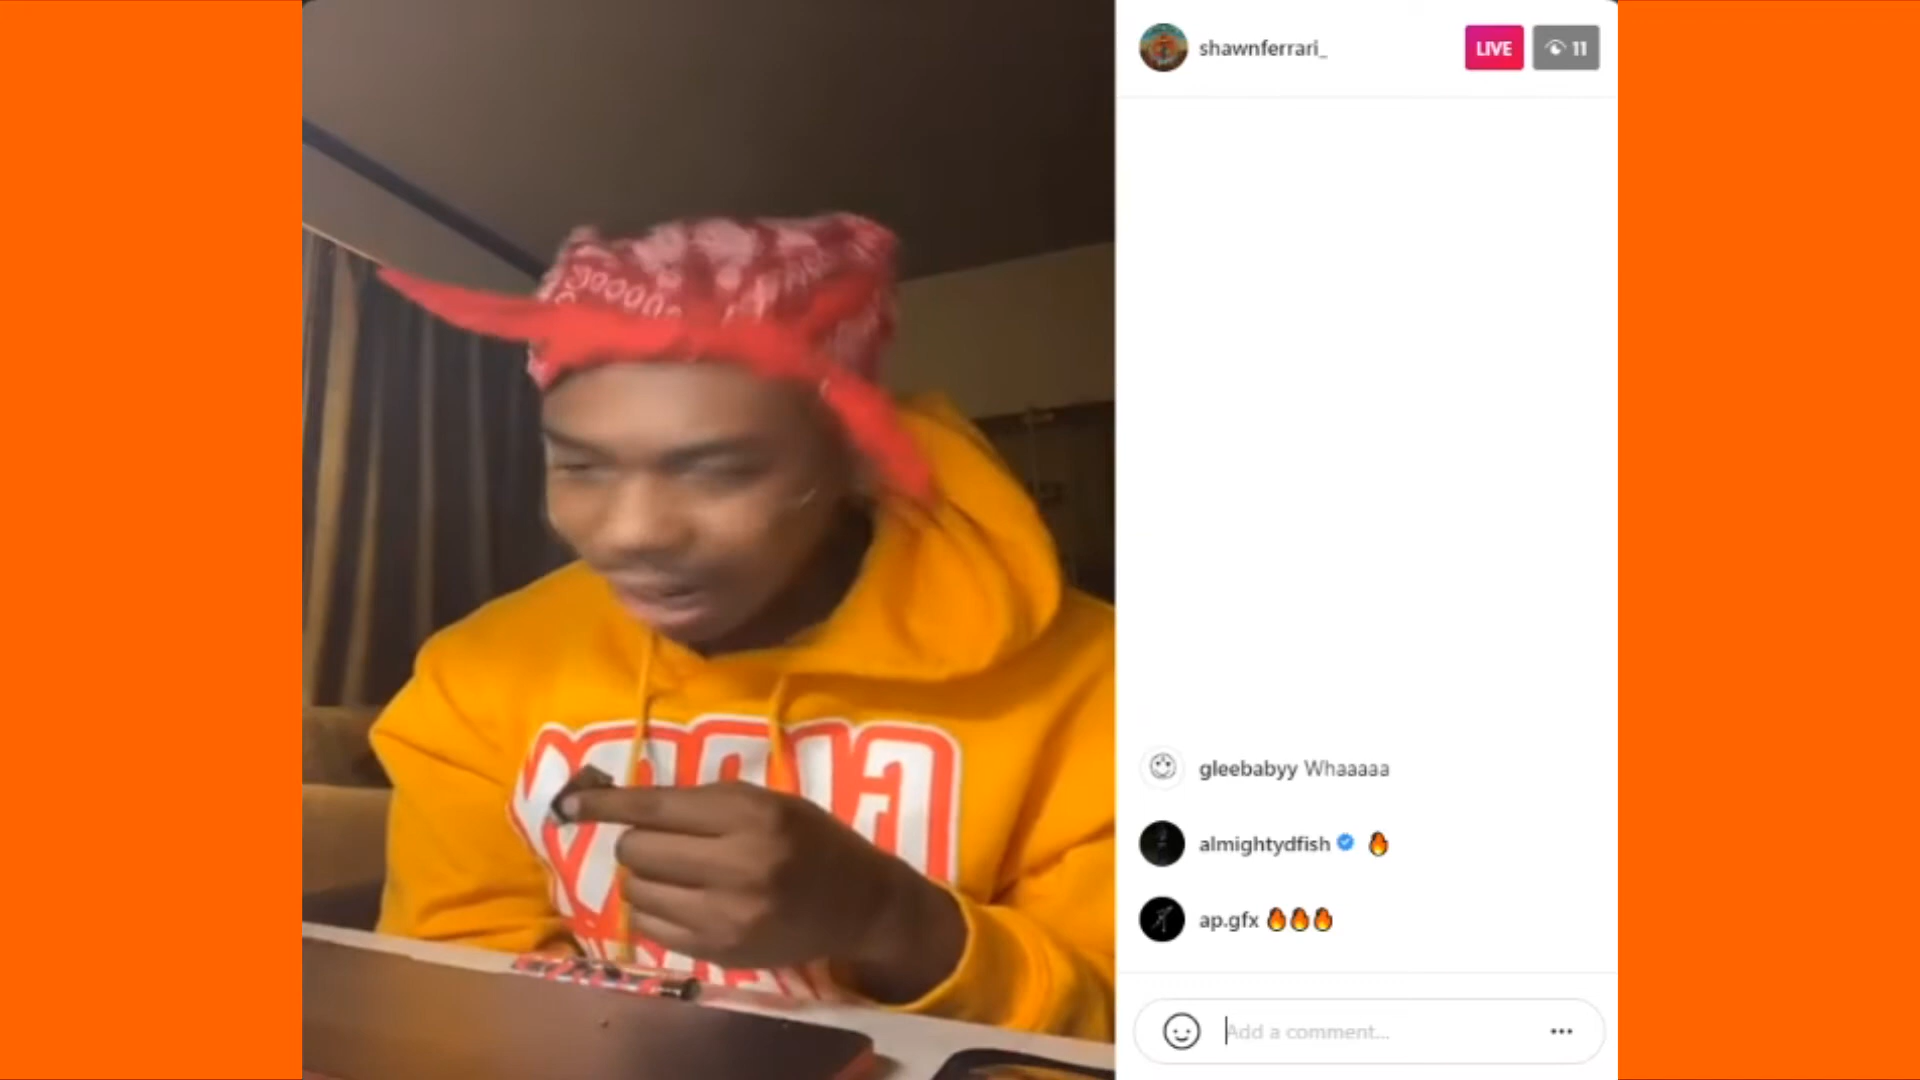 shawnferrari_
LIVE
11
gleebabyy Whaaaaa
almightydfish 🔥
ap.gfx 🔥🔥🔥
Add a comment...